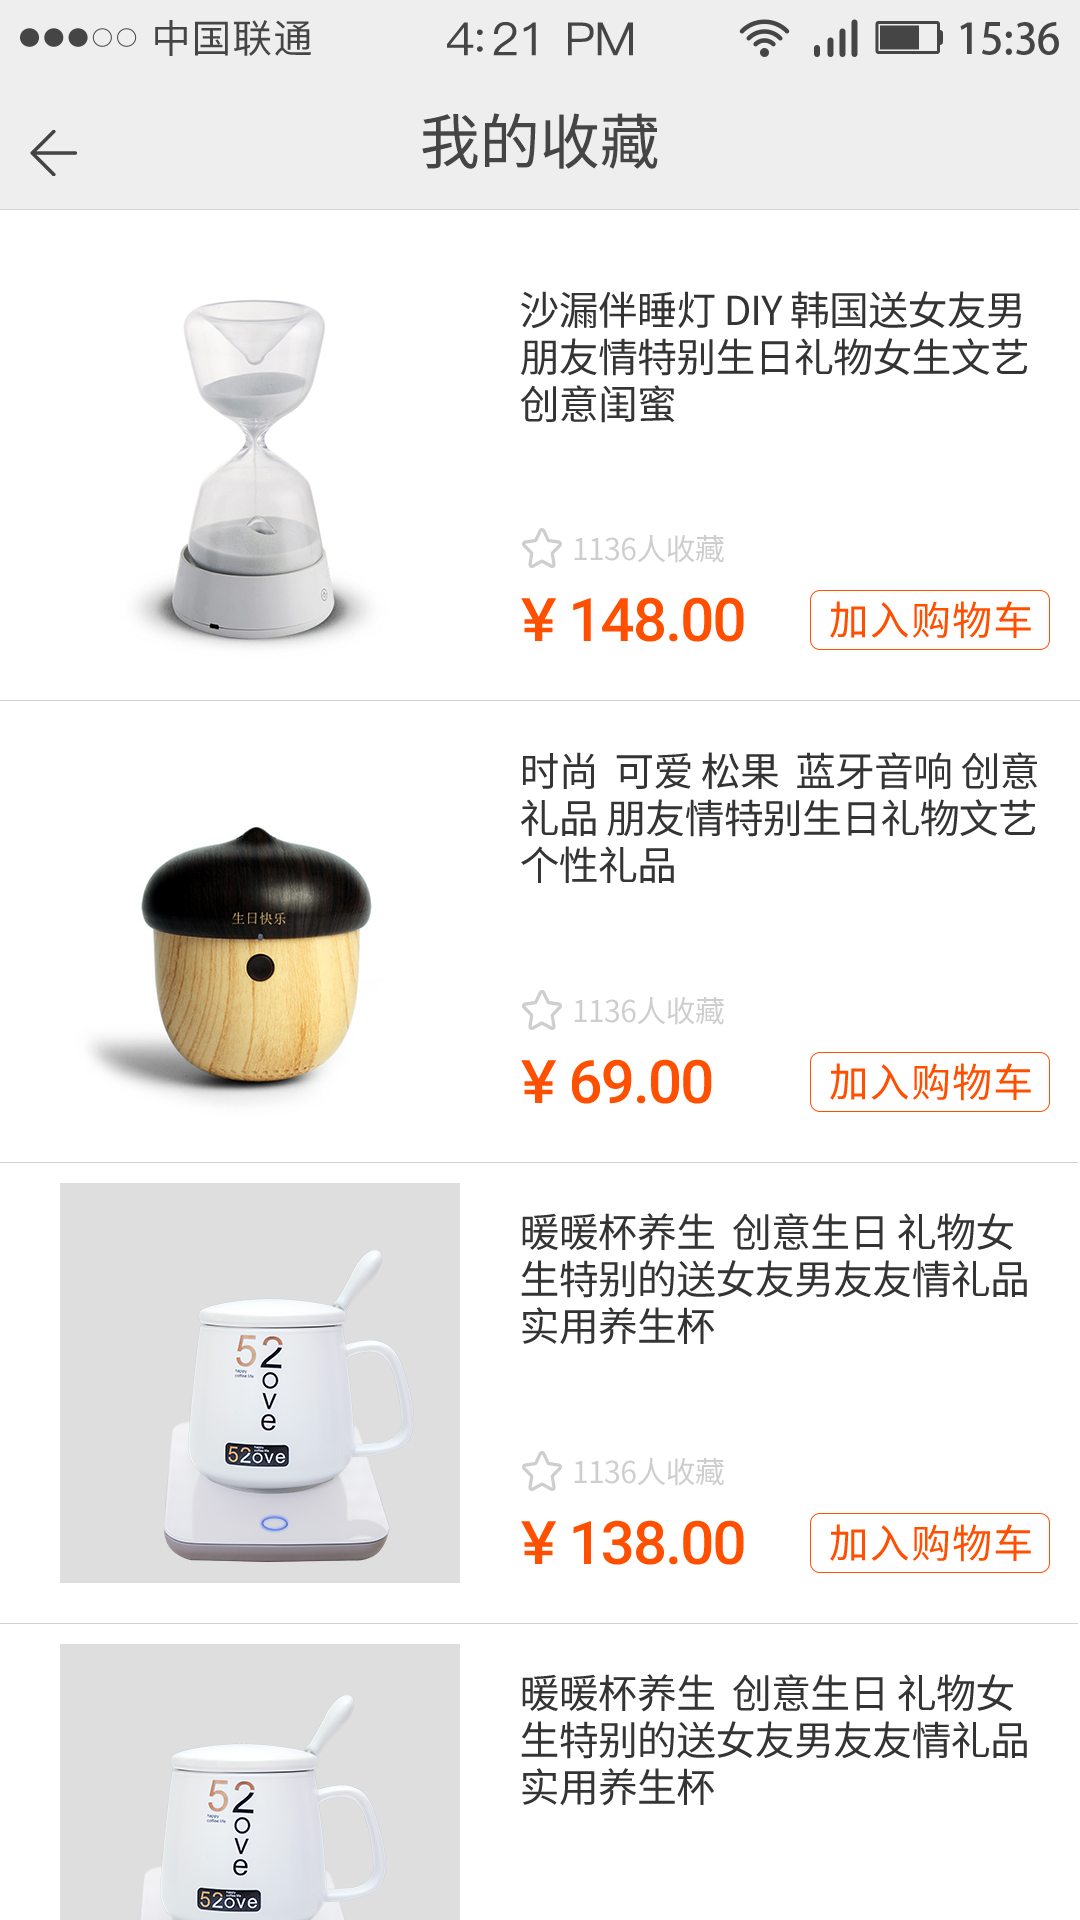 中国联通 4:21 PM 15:36
我的收藏
沙漏伴睡灯 DIY 韩国送女友男
朋友情特别生日礼物女生文艺
创意闺蜜
1136人收藏
¥ 148.00 加入购物车
时尚 可爱 松果 蓝牙音响 创意
礼品 朋友情特别生日礼物文艺
个性礼品
生日快乐
1136人收藏
¥ 69.00 加入购物车
暖暖杯养生 创意生日 礼物女
生特别的送女友男友友情礼品
实用养生杯
52
happy
coffee life
o
v
e
52ove
1136人收藏
¥ 138.00 加入购物车
暖暖杯养生 创意生日 礼物女
生特别的送女友男友友情礼品
实用养生杯
52
happy
coffee life
o
v
e
52ove